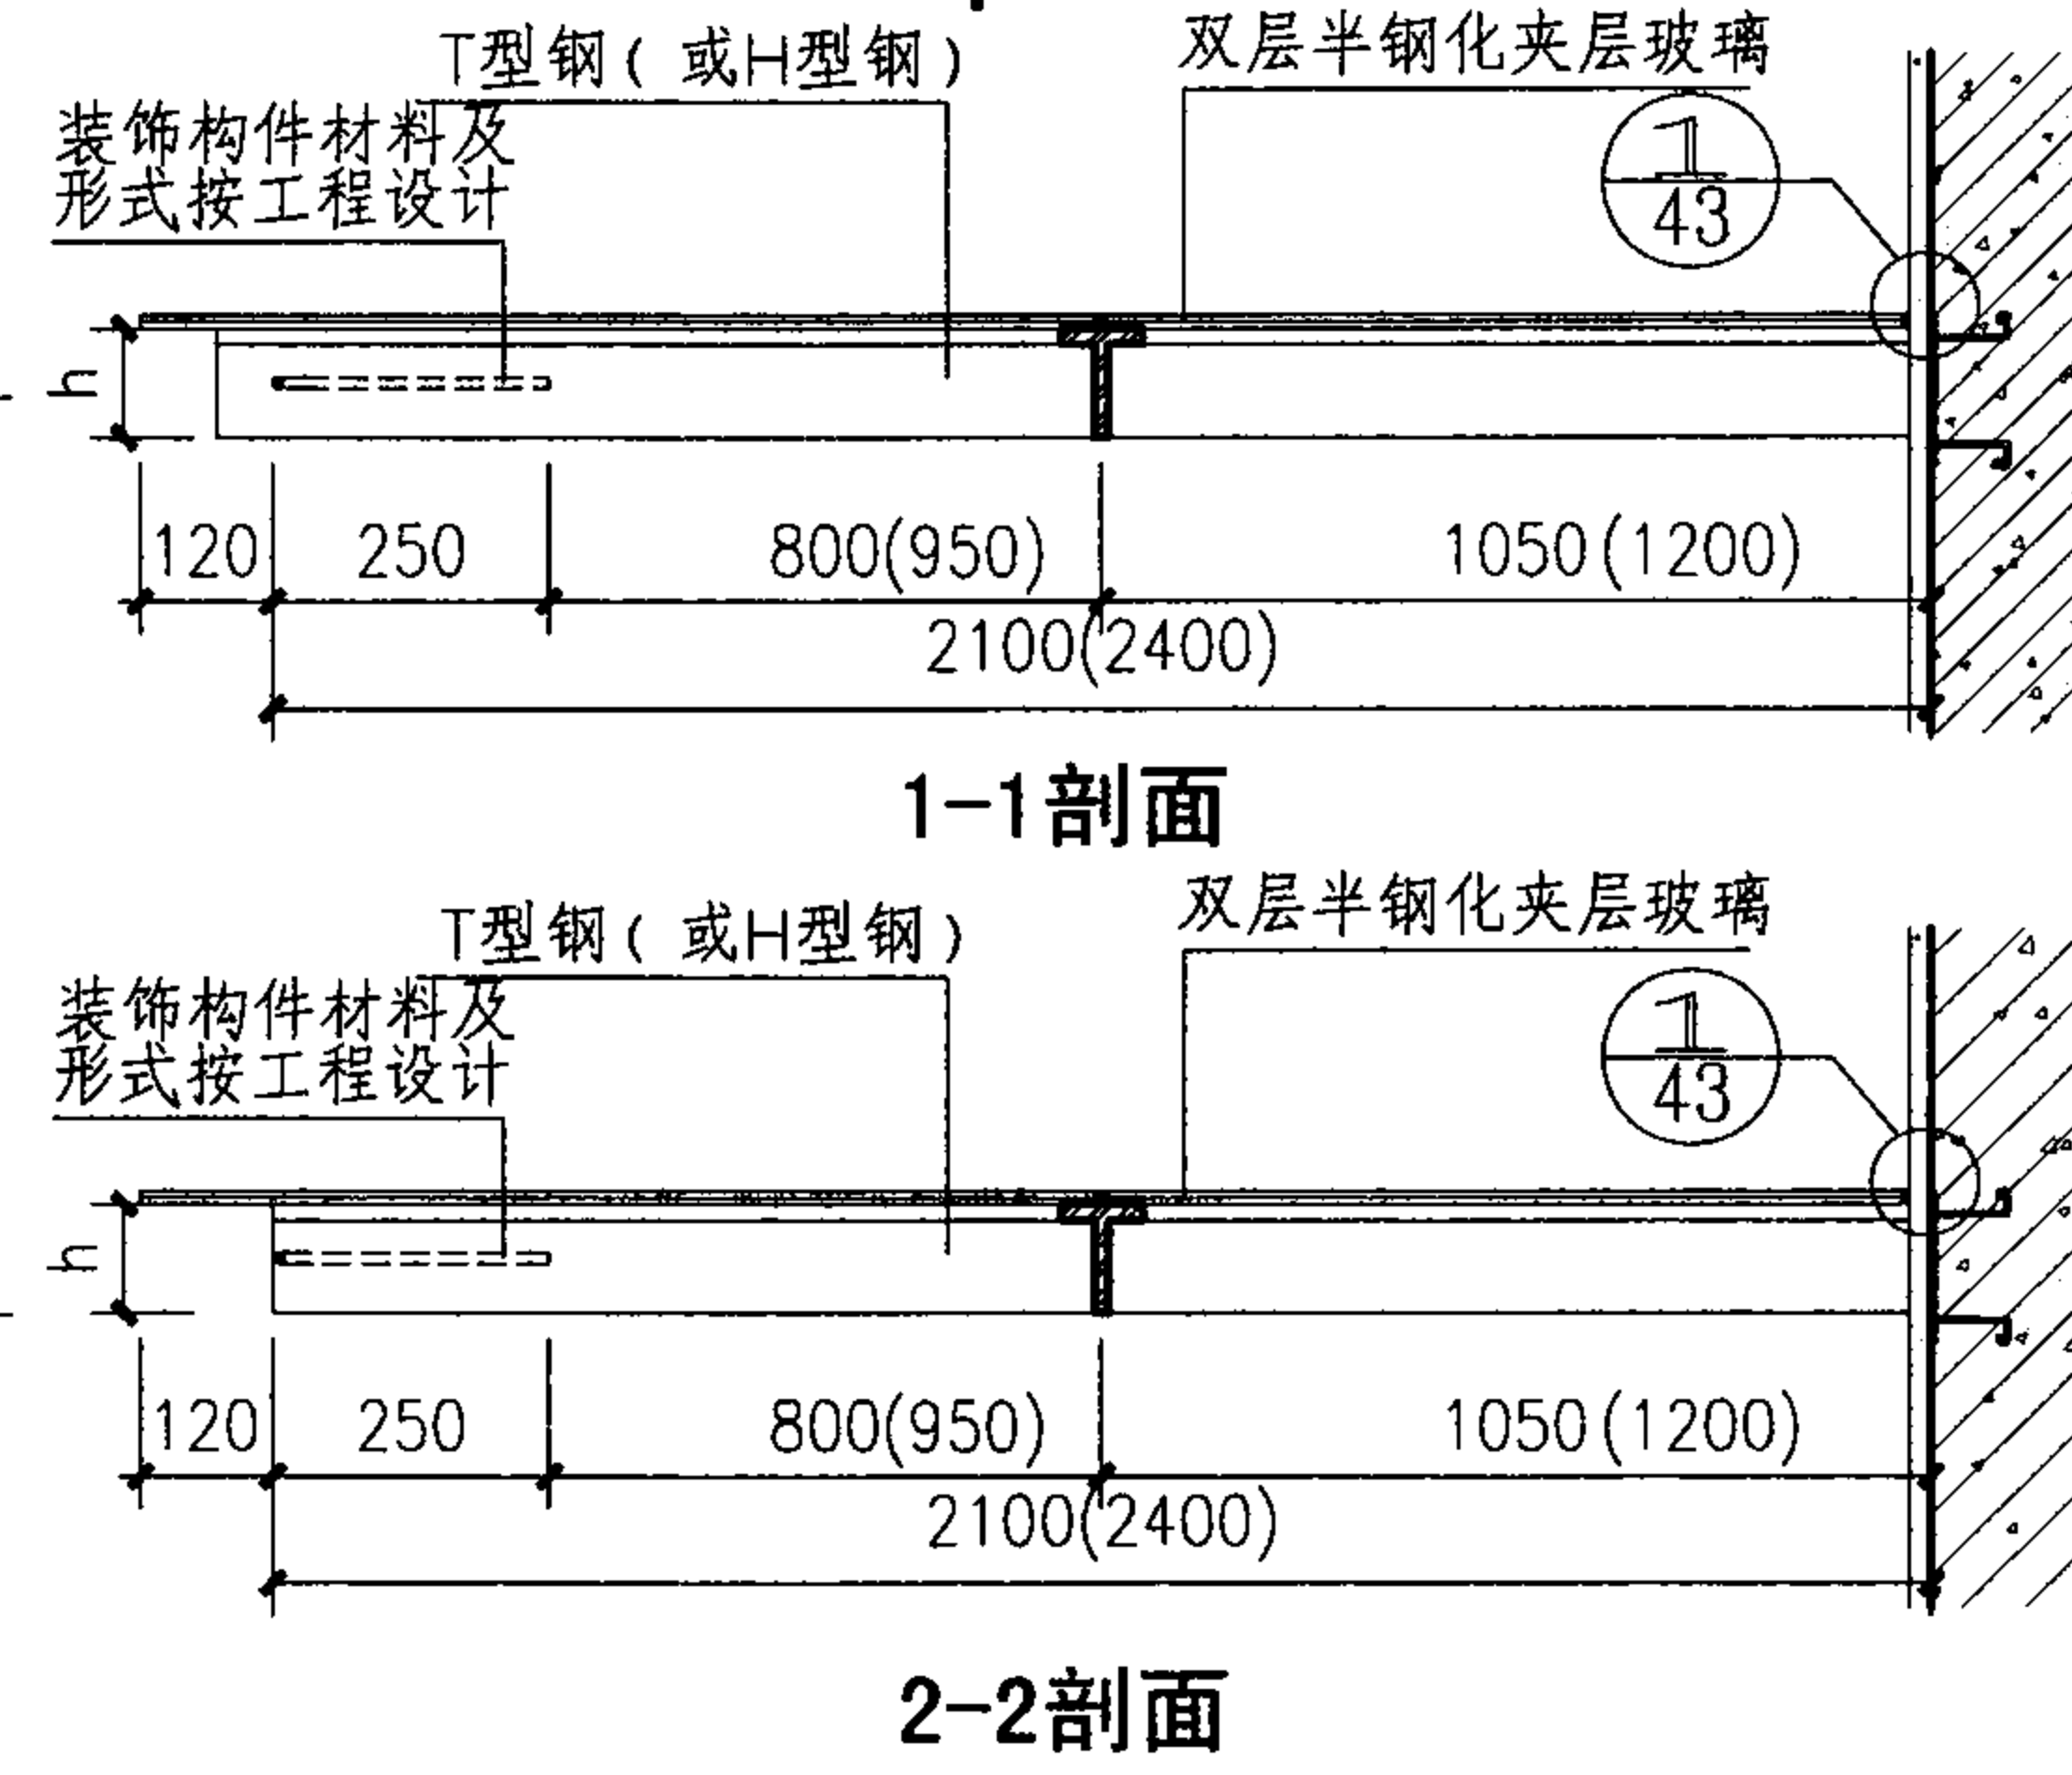 T型钢(或H型钢)
双层半钢化夹层玻璃
装饰构件材料及
形式按工程设计
1
43
h
120
250
800(950)
1050(1200)
2100(2400)
1-1剖面
T型钢(或H型钢)
双层半钢化夹层玻璃
装饰构件材料及
形式按工程设计
1
43
h
120
250
800(950)
1050(1200)
2100(2400)
2-2剖面